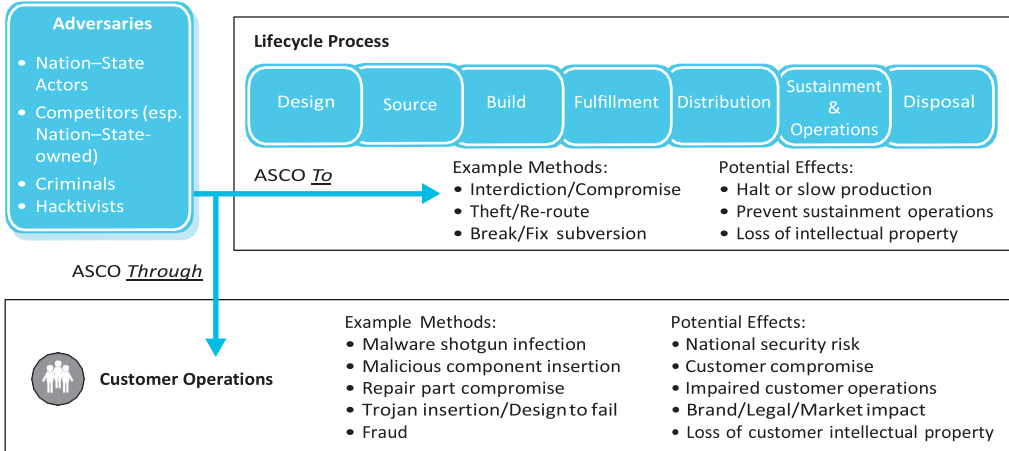 Adversaries
• Nation–State
Actors
• Competitors (esp.
Nation–State-
owned)
• Criminals
• Hacktivists
Lifecycle Process
Design
Source
Build
Fulfillment
Distribution
Sustainment
&
Operations
Disposal
ASCO To
Example Methods:
• Interdiction/Compromise
• Theft/Re-route
• Break/Fix subversion
Potential Effects:
• Halt or slow production
• Prevent sustainment operations
• Loss of intellectual property
ASCO Through
Customer Operations
Example Methods:
• Malware shotgun infection
• Malicious component insertion
• Repair part compromise
• Trojan insertion/Design to fail
• Fraud
Potential Effects:
• National security risk
• Customer compromise
• Impaired customer operations
• Brand/Legal/Market impact
• Loss of customer intellectual property